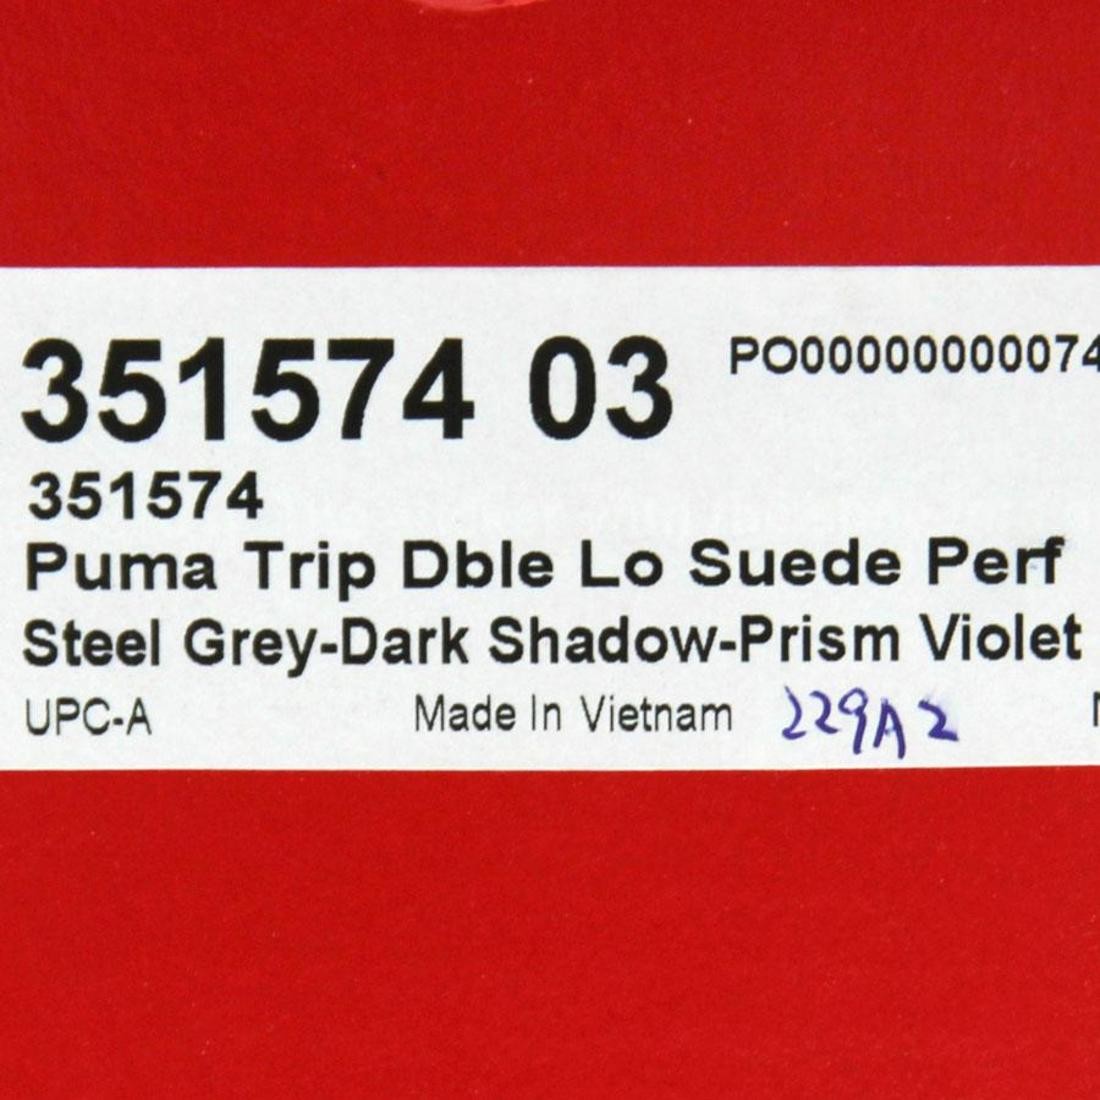 351574 03 PO00000000074
351574
Puma Trip Dble Lo Suede Perf
Steel Grey-Dark Shadow-Prism Violet
UPC-A Made In Vietnam 229A2